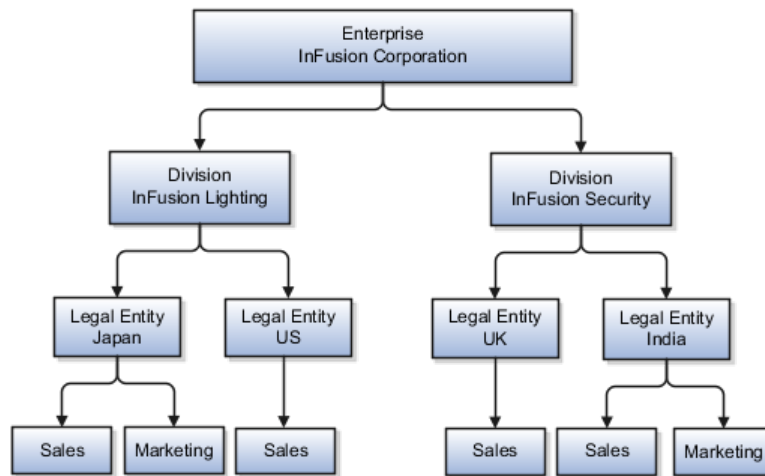 Enterprise
InFusion Corporation
Division
InFusion Lighting
Division
InFusion Security
Legal Entity
Japan
Legal Entity
US
Legal Entity
UK
Legal Entity
India
Sales
Marketing
Sales
Sales
Sales
Marketing